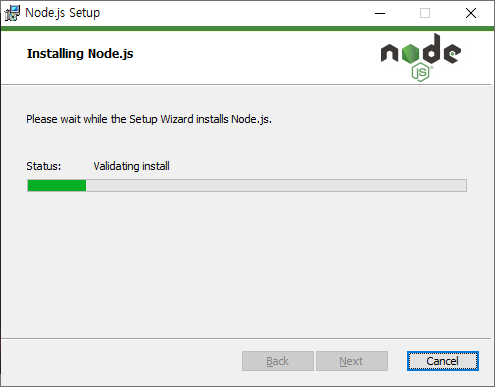 Node.js Setup
Installing Node.js
node
JS
Please wait while the Setup Wizard installs Node.js.
Status: Validating install
Back Next Cancel